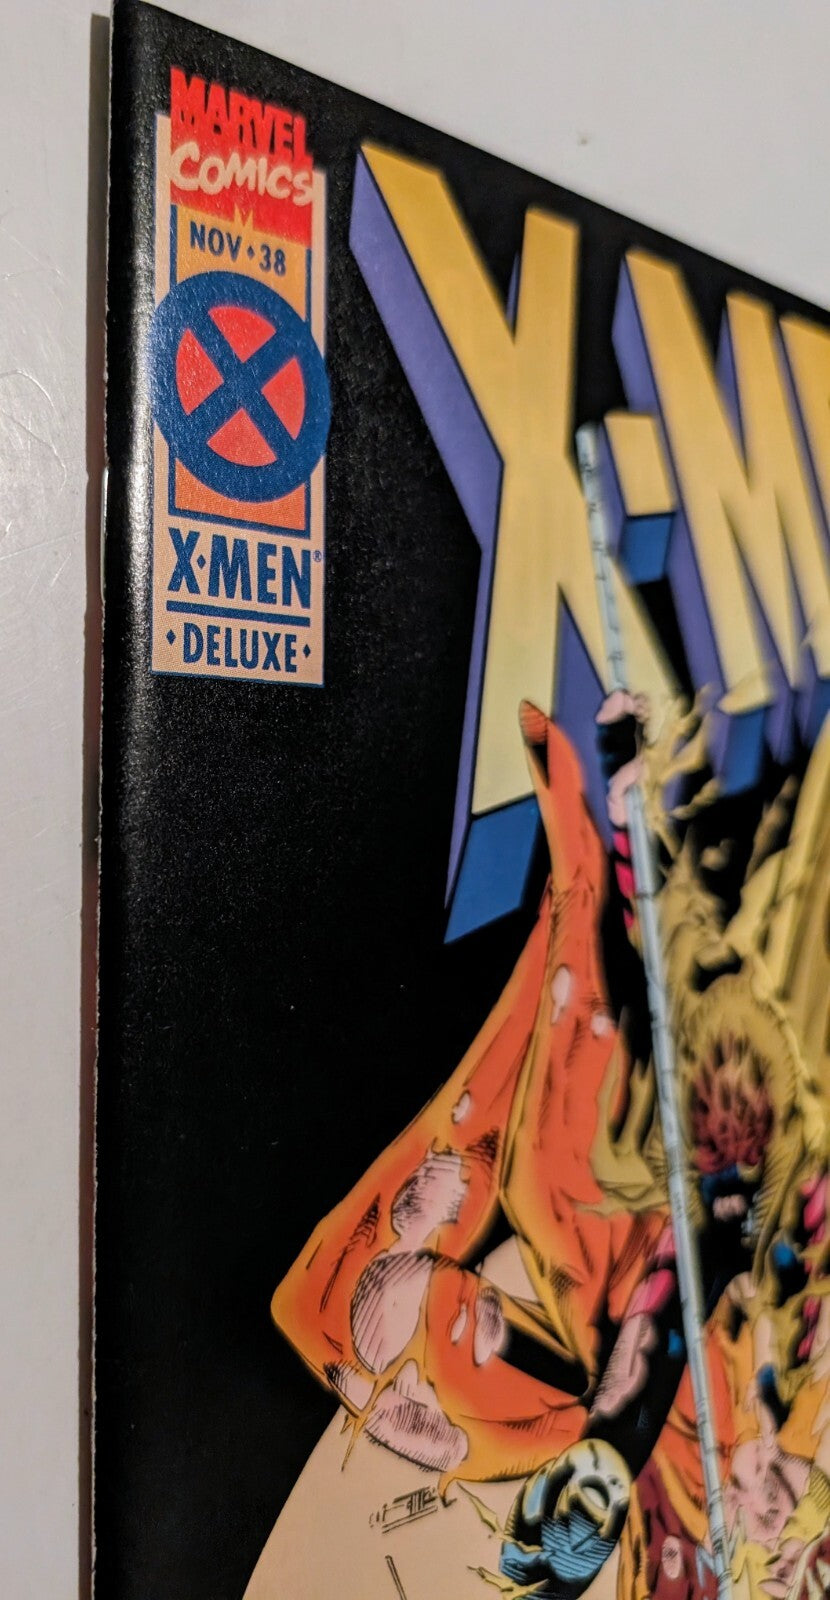 MARVEL
COMICS
NOV • 38
X•MEN®
•DELUXE•
X-M